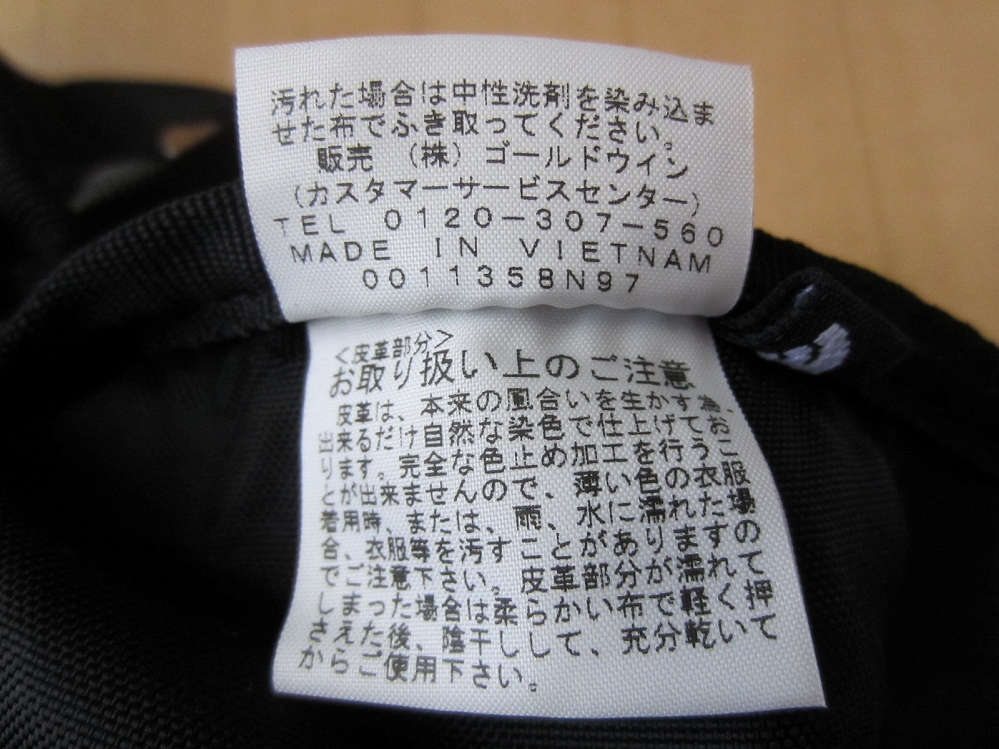 汚れた場合は中性洗剤を染み込ま
せた布でふき取ってください。
販売　（株）ゴールドウイン
（カスタマーサービスセンター）
ＴＥＬ　０１２０－３０７－５６０
ＭＡＤＥ　ＩＮ　ＶＩＥＴＮＡＭ
００１１３５８Ｎ９７
＜皮革部分＞
お取り扱い上のご注意
皮革は、本来の風合いを生かす為、
出来るだけ自然な染色で仕上げてお
ります。完全な色止め加工を行うこ
とが出来ませんので、薄い色の衣服
着用時、または、雨、水に濡れた場
合、衣服等を汚すことがありますの
でご注意下さい。皮革部分が濡れて
しまった場合は柔らかい布で軽く押
さえた後、陰干しして、充分乾いて
からご使用下さい。